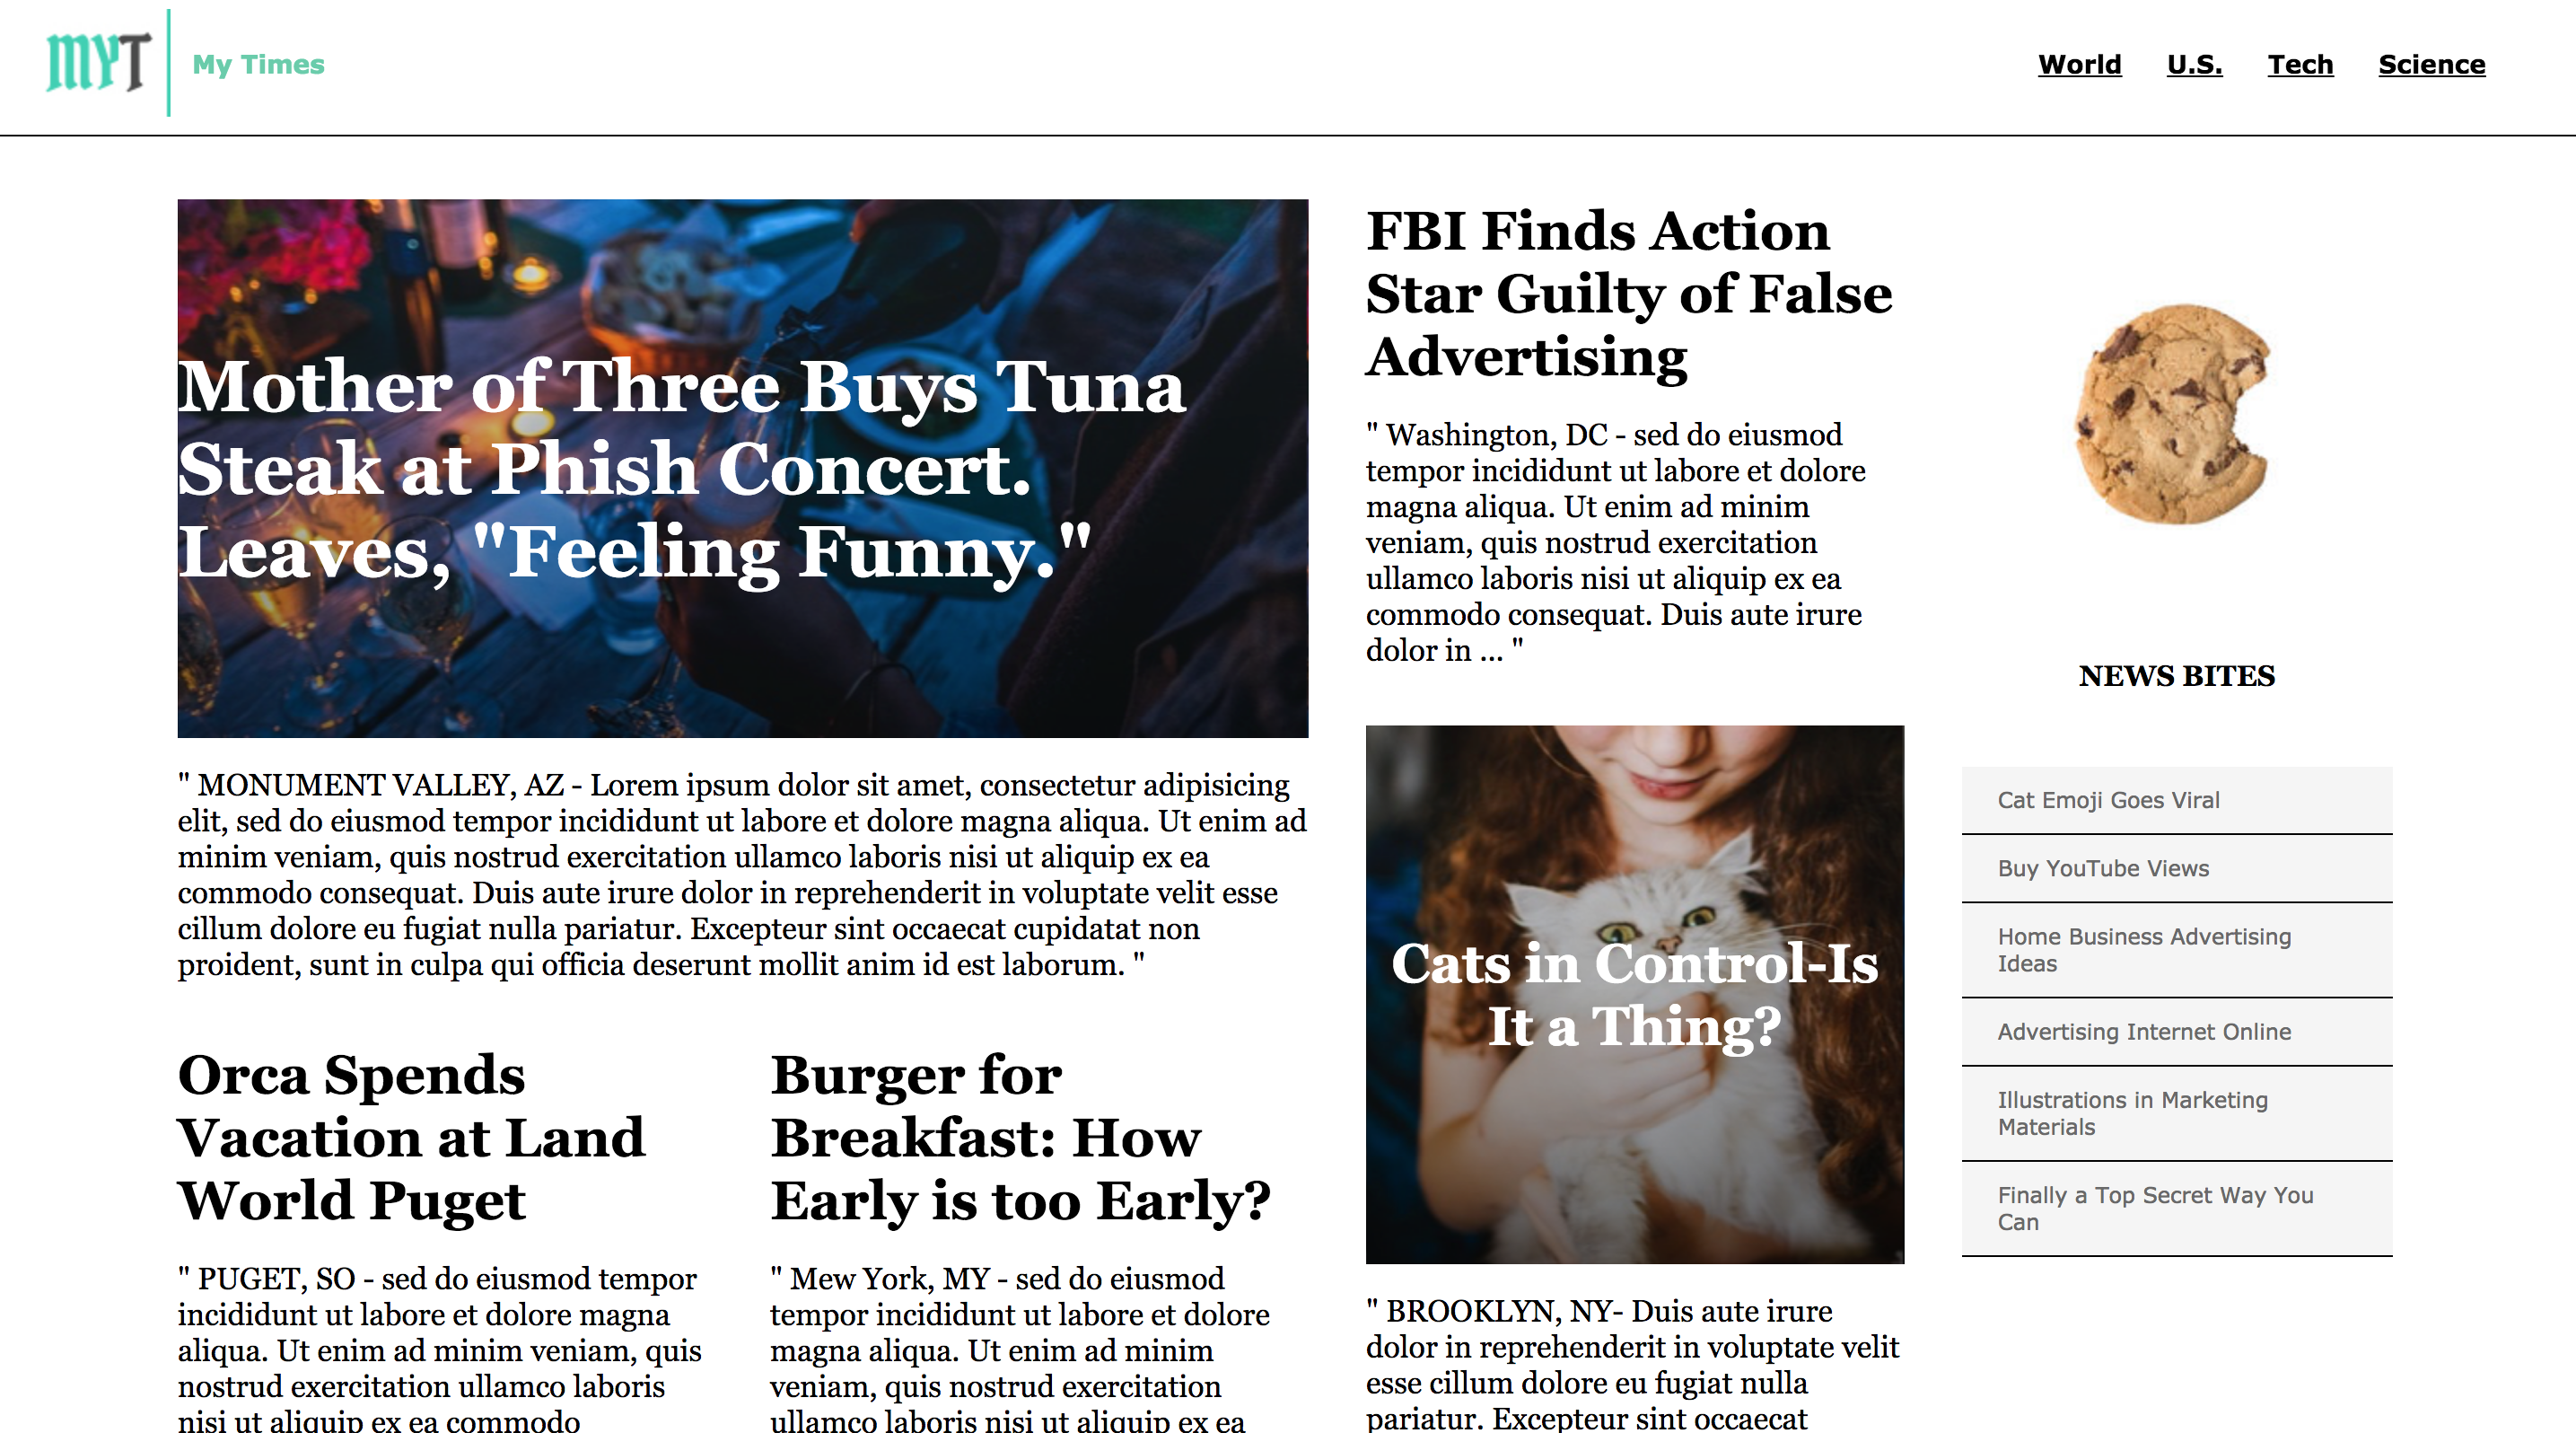 MYT
My Times
World
U.S.
Tech
Science
Mother of Three Buys Tuna
Steak at Phish Concert.
Leaves, "Feeling Funny."
" MONUMENT VALLEY, AZ - Lorem ipsum dolor sit amet, consectetur adipisicing
elit, sed do eiusmod tempor incididunt ut labore et dolore magna aliqua. Ut enim ad
minim veniam, quis nostrud exercitation ullamco laboris nisi ut aliquip ex ea
commodo consequat. Duis aute irure dolor in reprehenderit in voluptate velit esse
cillum dolore eu fugiat nulla pariatur. Excepteur sint occaecat cupidatat non
proident, sunt in culpa qui officia deserunt mollit anim id est laborum. "
Orca Spends
Vacation at Land
World Puget
" PUGET, SO - sed do eiusmod tempor
incididunt ut labore et dolore magna
aliqua. Ut enim ad minim veniam, quis
nostrud exercitation ullamco laboris
nisi ut aliquip ex ea commodo
Burger for
Breakfast: How
Early is too Early?
" Mew York, MY - sed do eiusmod
tempor incididunt ut labore et dolore
magna aliqua. Ut enim ad minim
veniam, quis nostrud exercitation
ullamco laboris nisi ut aliquip ex ea
FBI Finds Action
Star Guilty of False
Advertising
" Washington, DC - sed do eiusmod
tempor incididunt ut labore et dolore
magna aliqua. Ut enim ad minim
veniam, quis nostrud exercitation
ullamco laboris nisi ut aliquip ex ea
commodo consequat. Duis aute irure
dolor in ... "
Cats in Control-Is
It a Thing?
" BROOKLYN, NY- Duis aute irure
dolor in reprehenderit in voluptate velit
esse cillum dolore eu fugiat nulla
pariatur. Excepteur sint occaecat
NEWS BITES
Cat Emoji Goes Viral
Buy YouTube Views
Home Business Advertising
Ideas
Advertising Internet Online
Illustrations in Marketing
Materials
Finally a Top Secret Way You
Can